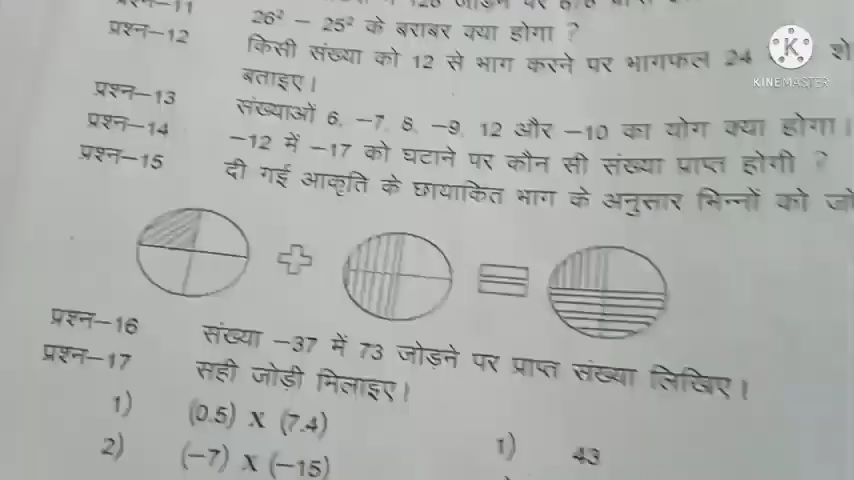 प्रश्न-11
26² - 25² के बराबर क्या होगा ?
प्रश्न-12 किसी संख्या को 12 से भाग करने पर भागफल 24
बताइए।
प्रश्न-13 संख्याओं 6, -7, 8, -9, 12 और -10 का योग क्या होगा।
प्रश्न-14 -12 में -17 को घटाने पर कौन सी संख्या प्राप्त होगी ?
प्रश्न-15 दी गई आकृति के छायाकित भाग के अनुसार भिन्नों को
प्रश्न-16 संख्या -37 में 73 जोड़ने पर प्राप्त संख्या लिखिए।
प्रश्न-17 सही जोड़ी मिलाइए।
1) (0.5) X (7.4) 1) 43
2) (-7) X (-15)
K
KINEMASTER